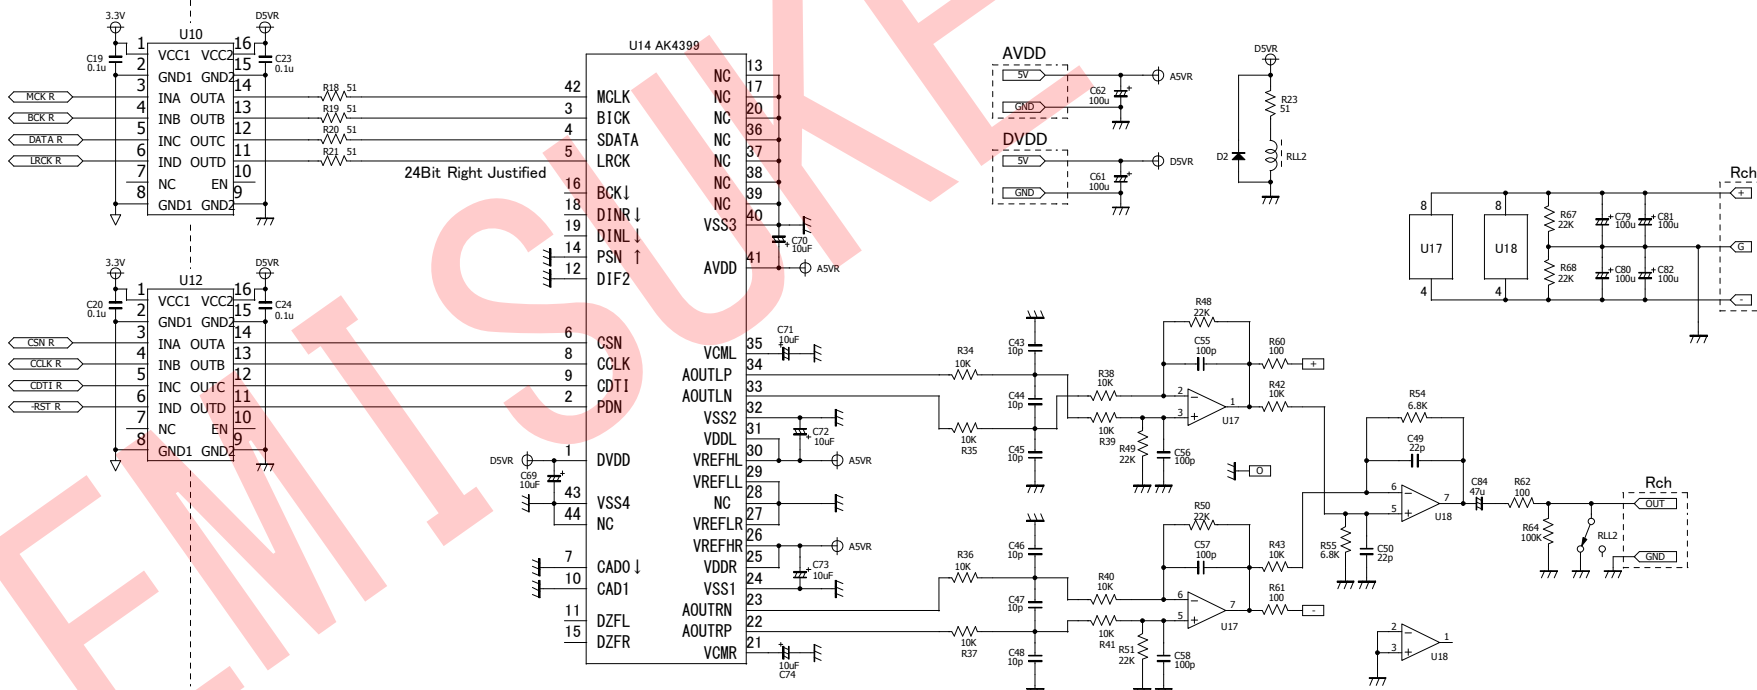 3.3V
D5VR
U10
C19
0.1u
C23
0.1u
1 VCC1 VCC2 16
2 GND1 GND2 15
3 INA OUTA 14
4 INB OUTB 13
5 INC OUTC 12
6 IND OUTD 11
7 NC EN 10
8 GND1 GND2 9
MCK R
BCK R
DATA R
LRCK R
R18 51
R19 51
R20 51
R21 51
24Bit Right Justified
3.3V
D5VR
U12
C20
0.1u
C24
0.1u
1 VCC1 VCC2 16
2 GND1 GND2 15
3 INA OUTA 14
4 INB OUTB 13
5 INC OUTC 12
6 IND OUTD 11
7 NC EN 10
8 GND1 GND2 9
CSN R
CCLK R
CDTI R
-RST R
U14 AK4399
42 MCLK
3 BICK
4 SDATA
5 LRCK
16 BCK↓
18 DINR↓
19 DINL↓
14 PSN ↑
12 DIF2
6 CSN
8 CCLK
9 CDTI
2 PDN
1 DVDD
43 VSS4
44 NC
7 CAD0↓
10 CAD1
11 DZFL
15 DZFR
NC 13
NC 17
NC 20
NC 36
NC 37
NC 38
NC 39
VSS3 40
AVDD 41
VCML 35
AOUTLP 34
AOUTLN 33
VSS2 32
VDDL 31
VREFHL 30
VREFLL 29
NC 28
VREFLR 27
VREFHR 26
VDDR 25
VSS1 24
AOUTRN 23
AOUTRP 22
VCMR 21
D5VR
C69
10uF
C70
10uF
A5VR
C71
10uF
C72
10uF
A5VR
A5VR
C73
10uF
10uF
C74
AVDD
5V
GND
C62
100u
A5VR
DVDD
5V
GND
C61
100u
D5VR
D5VR
R23
51
D2
RLL2
8
U17
4
8
U18
4
R67
22K
R68
22K
C79
100u
C81
100u
C80
100u
C82
100u
Rch
+
G
-
R34
10K
10K
R35
C43
10p
C44
10p
C45
10p
R38
10K
10K
R39
R48
22K
C55
100p
R49
22K
C56
100p
2 −
3 +
1
U17
R60
100
+
R42
10K
O
R36
10K
10K
R37
C46
10p
C47
10p
C48
10p
R40
10K
10K
R41
R50
22K
C57
100p
R51
22K
C58
100p
6 −
5 +
7
U17
R43
10K
R61
100
-
R54
6.8K
C49
22p
6 −
5 +
7
U18
R55
6.8K
C50
22p
C84
47u
R62
100
R64
100K
RLL2
Rch
OUT
GND
2 −
3 +
1
U18
EMISUKE